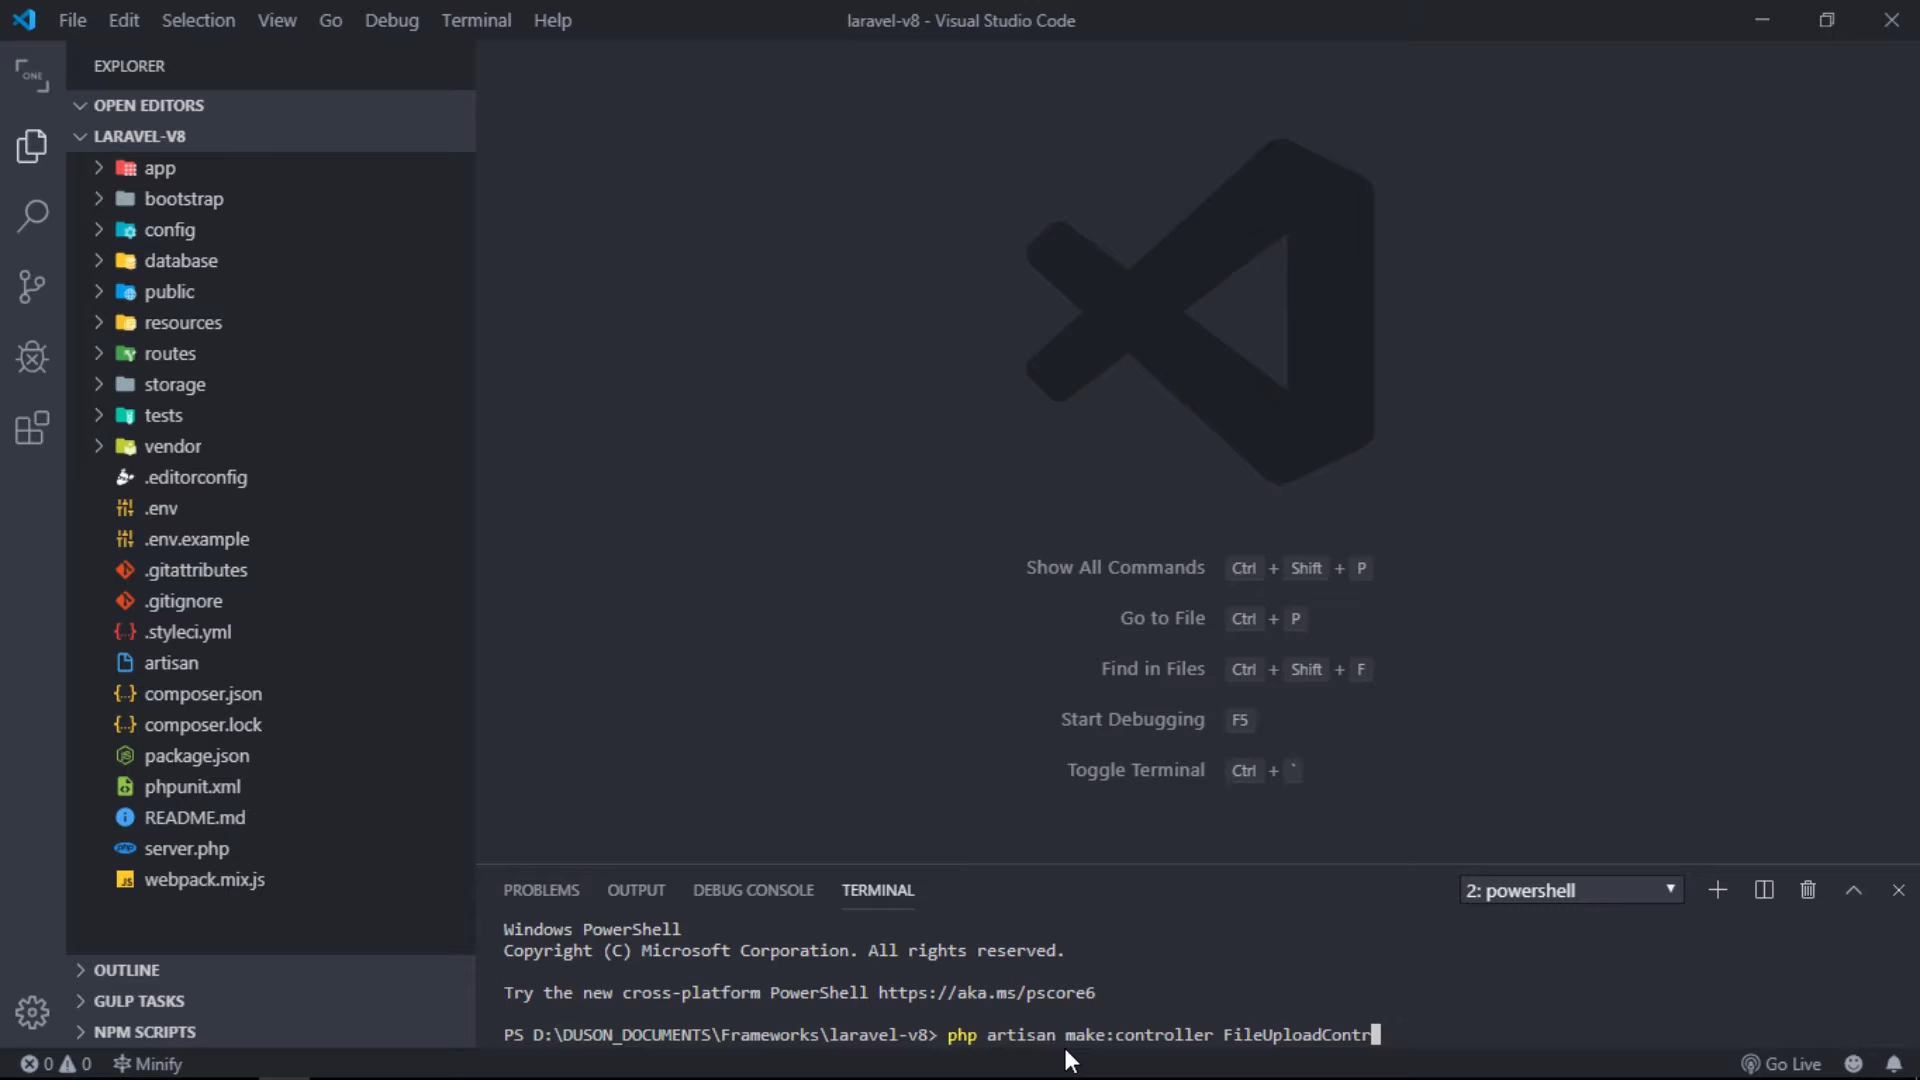 File Edit Selection View Go Debug Terminal Help
laravel-v8 - Visual Studio Code
ONE
EXPLORER
OPEN EDITORS
LARAVEL-V8
app
bootstrap
config
database
public
resources
routes
storage
tests
vendor
.editorconfig
.env
.env.example
.gitattributes
.gitignore
.styleci.yml
artisan
composer.json
composer.lock
package.json
phpunit.xml
README.md
server.php
webpack.mix.js
OUTLINE
GULP TASKS
NPM SCRIPTS
Show All Commands Ctrl + Shift + P
Go to File Ctrl + P
Find in Files Ctrl + Shift + F
Start Debugging F5
Toggle Terminal Ctrl + `
PROBLEMS OUTPUT DEBUG CONSOLE TERMINAL
2: powershell
Windows PowerShell
Copyright (C) Microsoft Corporation. All rights reserved.
Try the new cross-platform PowerShell https://aka.ms/pscore6
PS D:\DUSON_DOCUMENTS\Frameworks\laravel-v8> php artisan make:controller FileUploadContr
0 0 Minify
Go Live